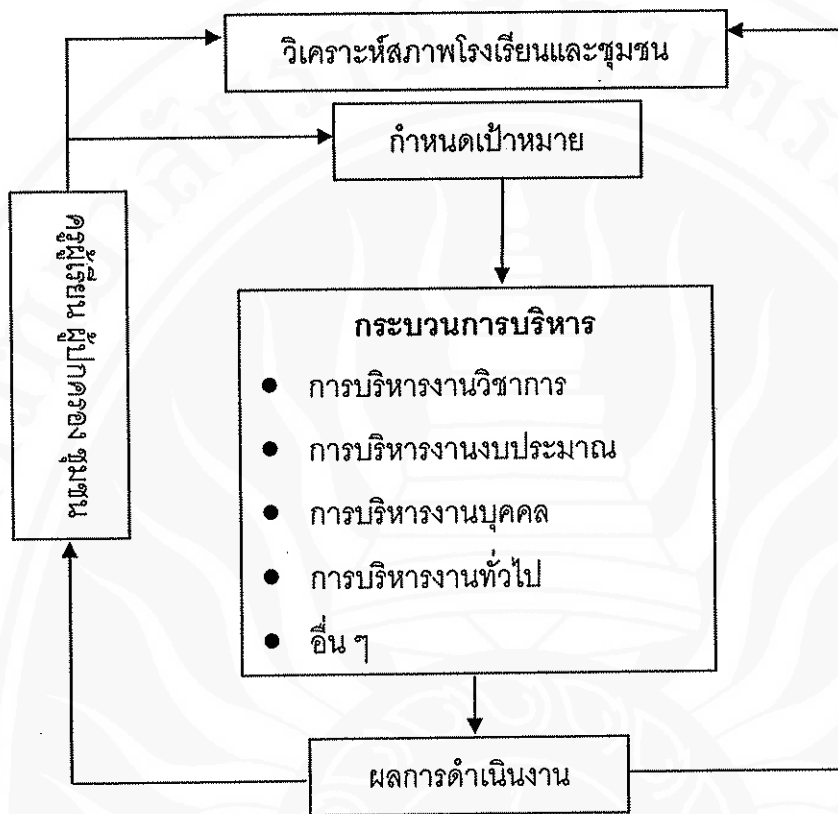 วิเคราะห์สภาพโรงเรียนและชุมชน
กำหนดเป้าหมาย
ครูผู้เรียน ผู้ปกครอง ชุมชน
กระบวนการบริหาร
● การบริหารงานวิชาการ
● การบริหารงานงบประมาณ
● การบริหารงานบุคคล
● การบริหารงานทั่วไป
● อื่น ๆ
ผลการดำเนินงาน